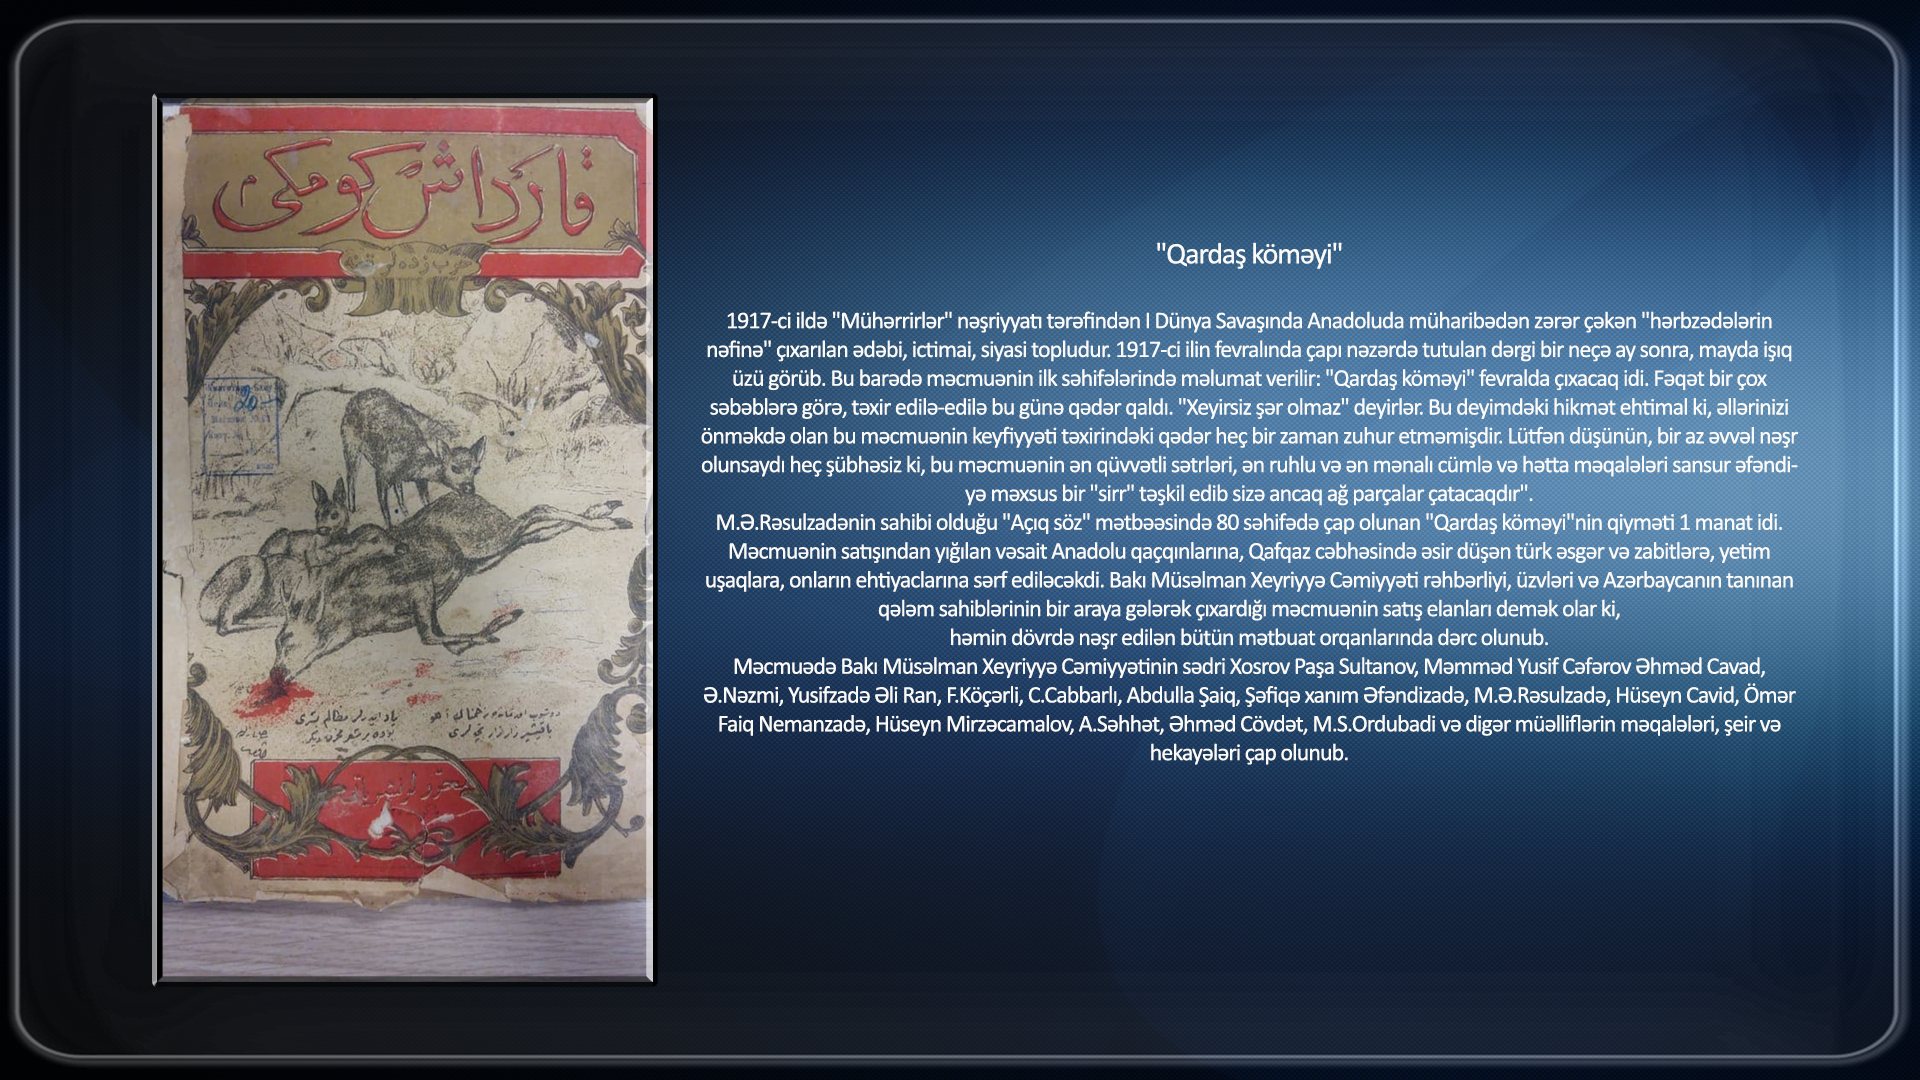 قارداش کومکی
"Qardaş köməyi"
1917-ci ildə "Mühərrirlər" nəşriyyatı tərəfindən I Dünya Savaşında Anadoluda müharibədən zərər çəkən "hərbzədələrin
nəfinə" çıxarılan ədəbi, ictimai, siyasi topludur. 1917-ci ilin fevralında çapı nəzərdə tutulan dərgi bir neçə ay sonra, mayda işıq
üzü görüb. Bu barədə məcmuənin ilk səhifələrində məlumat verilir: "Qardaş köməyi" fevralda çıxacaq idi. Fəqət bir çox
səbəblərə görə, təxir edilə-edilə bu günə qədər qaldı. "Xeyirsiz şər olmaz" deyirlər. Bu deyimdəki hikmət ehtimal ki, əllərinizi
önməkdə olan bu məcmuənin keyfiyyəti təxirindəki qədər heç bir zaman zuhur etməmişdir. Lütfən düşünün, bir az əvvəl nəşr
olunsaydı heç şübhəsiz ki, bu məcmuənin ən qüvvətli sətrləri, ən ruhlu və ən mənalı cümlə və hətta məqalələri sansur əfəndi-
yə məxsus bir "sirr" təşkil edib sizə ancaq ağ parçalar çatacaqdır".
M.Ə.Rəsulzadənin sahibi olduğu "Açıq söz" mətbəəsində 80 səhifədə çap olunan "Qardaş köməyi"nin qiyməti 1 manat idi.
Məcmuənin satışından yığılan vəsait Anadolu qaçqınlarına, Qafqaz cəbhəsində əsir düşən türk əsgər və zabitlərə, yetim
uşaqlara, onların ehtiyaclarına sərf ediləcəkdi. Bakı Müsəlman Xeyriyyə Cəmiyyəti rəhbərliyi, üzvləri və Azərbaycanın tanınan
qələm sahiblərinin bir araya gələrək çıxardığı məcmuənin satış elanları demək olar ki,
həmin dövrdə nəşr edilən bütün mətbuat orqanlarında dərc olunub.
Məcmuədə Bakı Müsəlman Xeyriyyə Cəmiyyətinin sədri Xosrov Paşa Sultanov, Məmməd Yusif Cəfərov Əhməd Cavad,
Ə.Nəzmi, Yusifzadə Əli Ran, F.Köçərli, C.Cabbarlı, Abdulla Şaiq, Şəfiqə xanım Əfəndizadə, M.Ə.Rəsulzadə, Hüseyn Cavid, Ömər
Faiq Nemanzadə, Hüseyn Mirzəcamalov, A.Səhhət, Əhməd Cövdət, M.S.Ordubadi və digər müəlliflərin məqalələri, şeir və
hekayələri çap olunub.